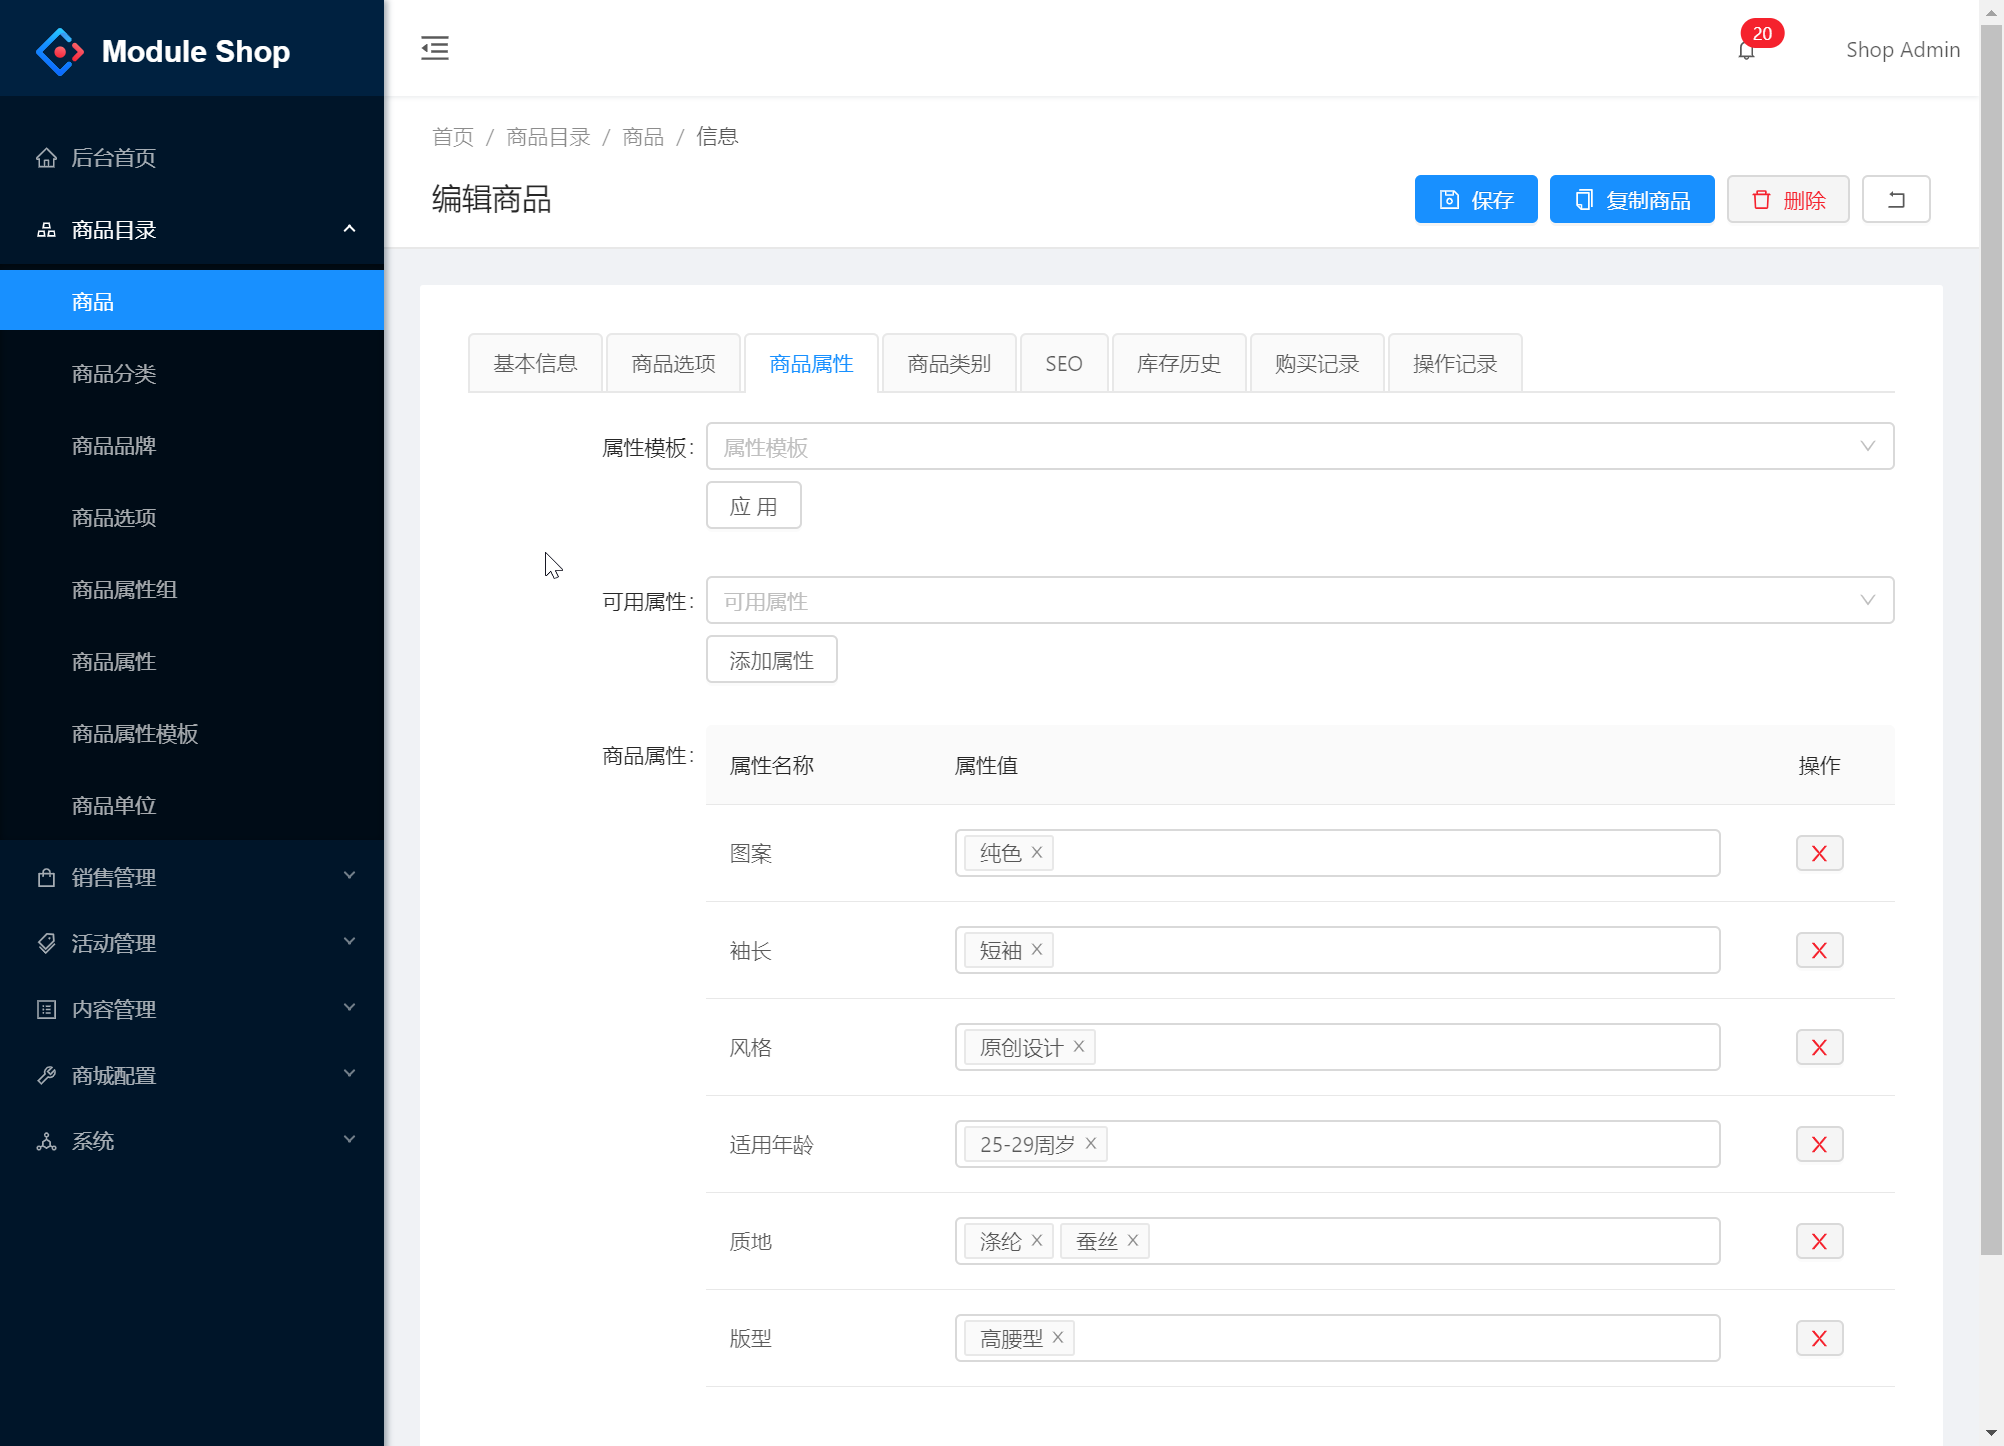 Module Shop
20
Shop Admin
后台首页
商品目录
商品
商品分类
商品品牌
商品选项
商品属性组
商品属性
商品属性模板
商品单位
销售管理
活动管理
内容管理
商城配置
系统
首页 / 商品目录 / 商品 / 信息
编辑商品
保存
复制商品
删除
基本信息
商品选项
商品属性
商品类别
SEO
库存历史
购买记录
操作记录
属性模板:
属性模板
应 用
可用属性:
可用属性
添加属性
商品属性:
属性名称 属性值 操作
图案 纯色
袖长 短袖
风格 原创设计
适用年龄 25-29周岁
质地 涤纶 蚕丝
版型 高腰型